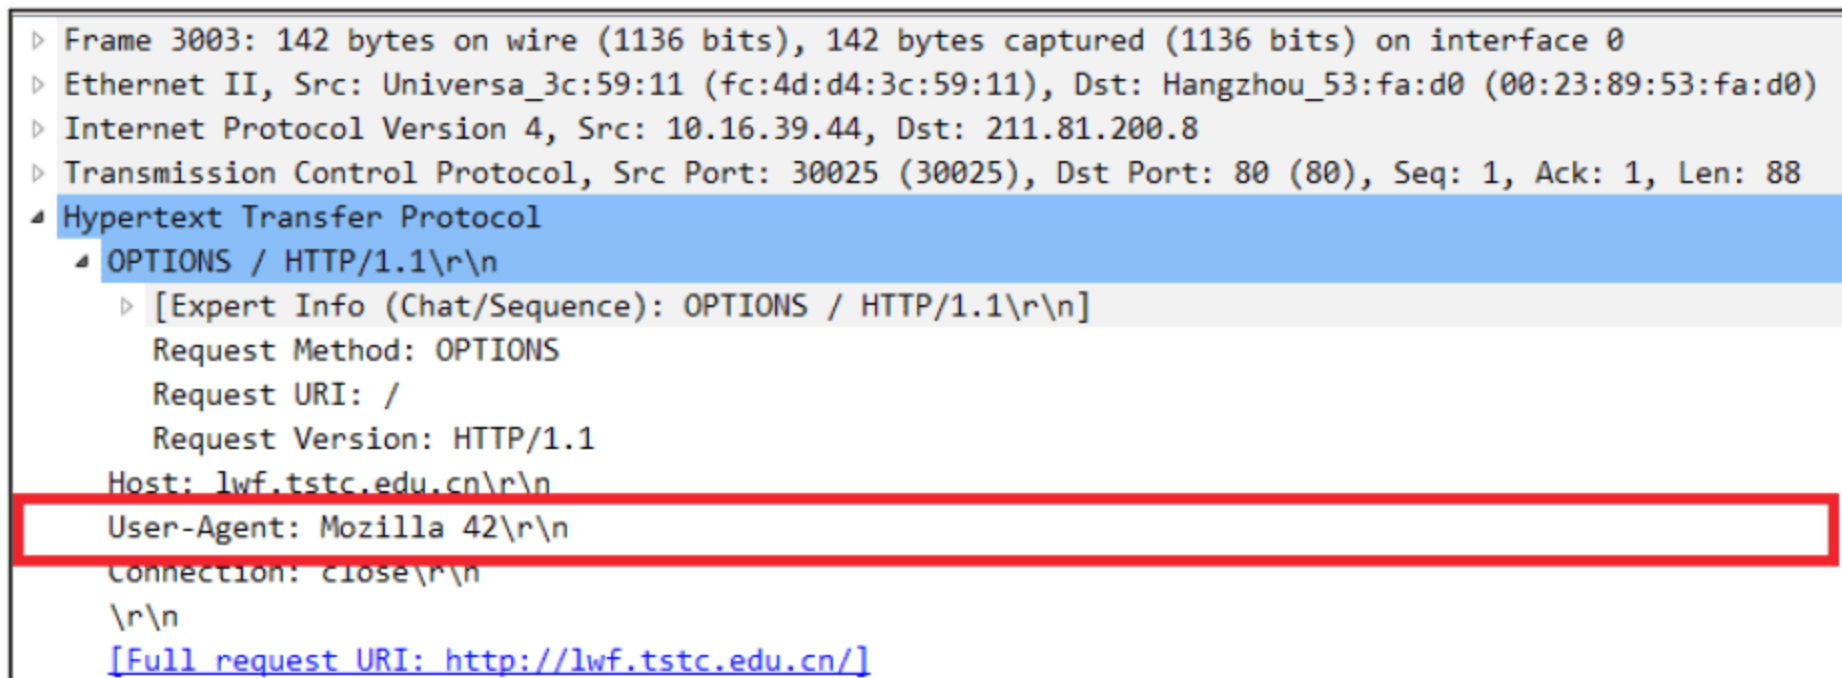 Frame 3003: 142 bytes on wire (1136 bits), 142 bytes captured (1136 bits) on interface 0
Ethernet II, Src: Universa_3c:59:11 (fc:4d:d4:3c:59:11), Dst: Hangzhou_53:fa:d0 (00:23:89:53:fa:d0)
Internet Protocol Version 4, Src: 10.16.39.44, Dst: 211.81.200.8
Transmission Control Protocol, Src Port: 30025 (30025), Dst Port: 80 (80), Seq: 1, Ack: 1, Len: 88
Hypertext Transfer Protocol
OPTIONS / HTTP/1.1\r\n
[Expert Info (Chat/Sequence): OPTIONS / HTTP/1.1\r\n]
Request Method: OPTIONS
Request URI: /
Request Version: HTTP/1.1
Host: lwf.tstc.edu.cn\r\n
User-Agent: Mozilla 42\r\n
Connection: close\r\n
\r\n
[Full request URI: http://lwf.tstc.edu.cn/]